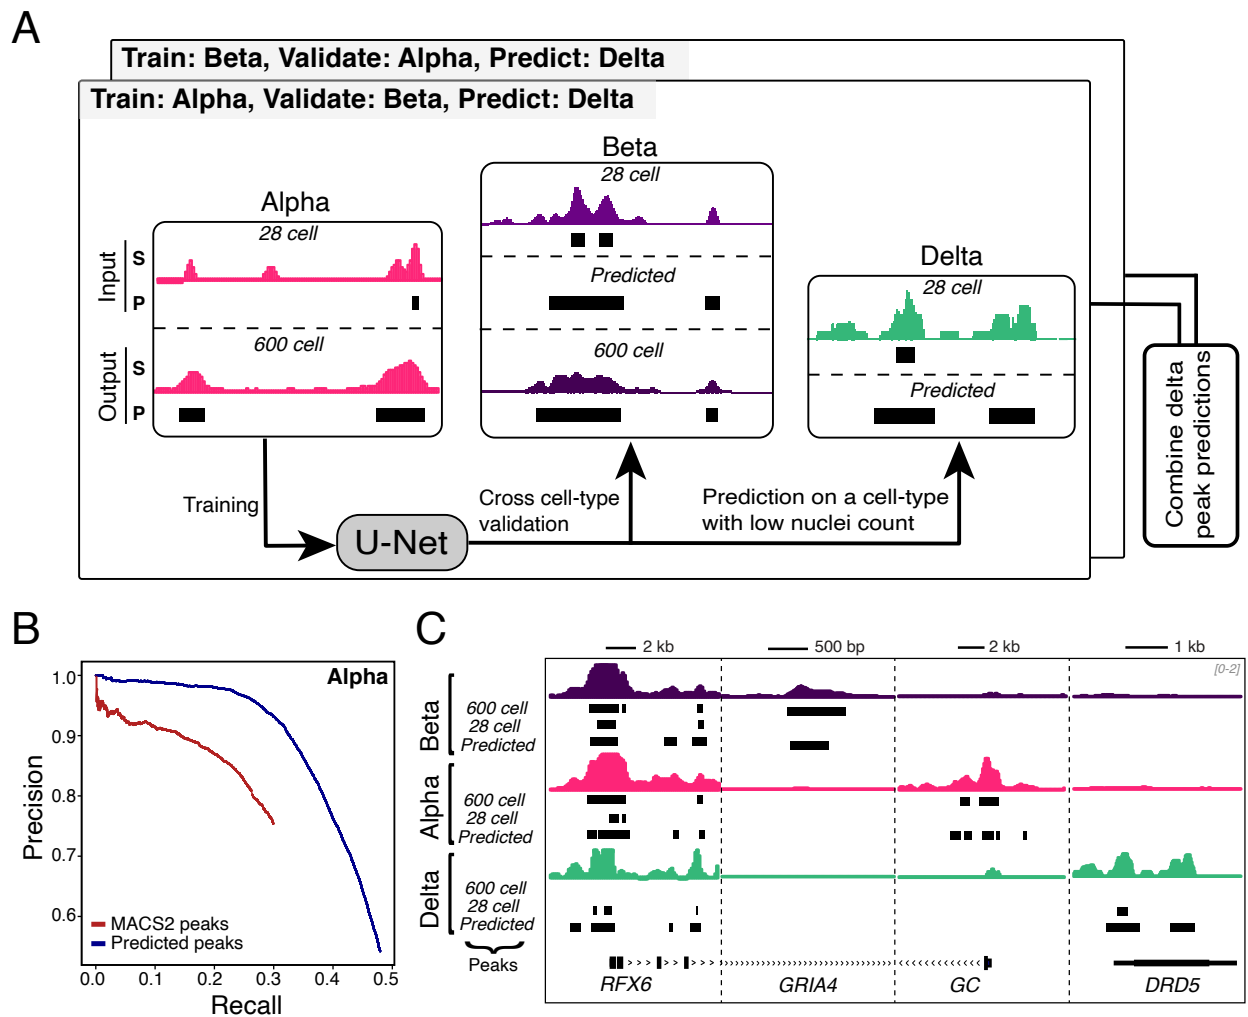 A
Train: Beta, Validate: Alpha, Predict: Delta
Train: Alpha, Validate: Beta, Predict: Delta
Alpha
28 cell
Input
S
P
600 cell
Output
S
P
Beta
28 cell
Predicted
600 cell
Delta
28 cell
Predicted
Training
U-Net
Cross cell-type
validation
Prediction on a cell-type
with low nuclei count
Combine delta
peak predictions
B
Alpha
Precision
1.0
0.9
0.8
0.7
0.6
MACS2 peaks
Predicted peaks
0.0 0.1 0.2 0.3 0.4 0.5
Recall
C
2 kb 500 bp 2 kb 1 kb
[0-2]
Beta
600 cell
28 cell
Predicted
Alpha
600 cell
28 cell
Predicted
Delta
600 cell
28 cell
Predicted
Peaks
RFX6 GRIA4 GC DRD5